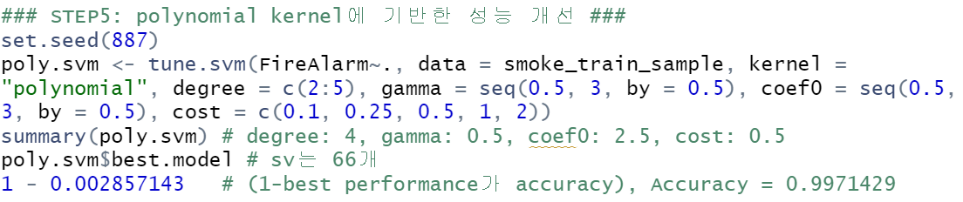 ### STEP5: polynomial kernel에 기반한 성능 개선 ###
set.seed(887)
poly.svm <- tune.svm(FireAlarm~., data = smoke_train_sample, kernel =
"polynomial", degree = c(2:5), gamma = seq(0.5, 3, by = 0.5), coef0 = seq(0.5,
3, by = 0.5), cost = c(0.1, 0.25, 0.5, 1, 2))
summary(poly.svm) # degree: 4, gamma: 0.5, coef0: 2.5, cost: 0.5
poly.svm$best.model # sv는 66개
1 - 0.002857143   # (1-best performance가 accuracy), Accuracy = 0.9971429